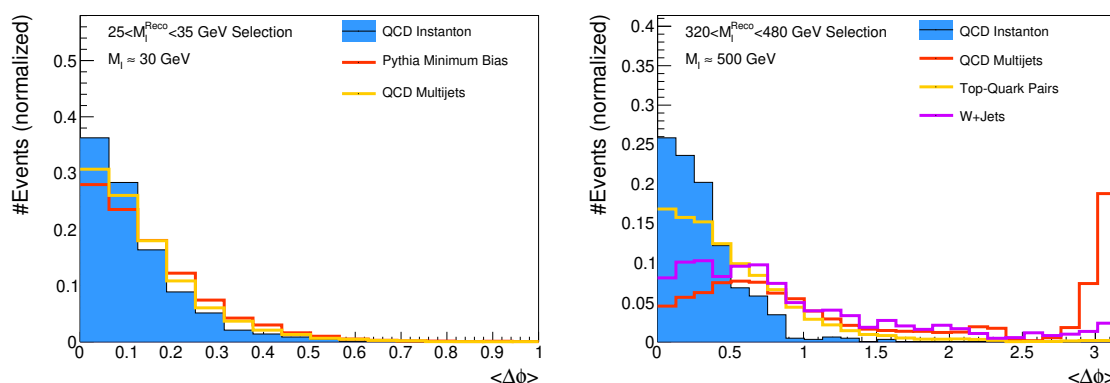 25<M_I^Reco<35 GeV Selection
M_I ≈ 30 GeV
QCD Instanton
Pythia Minimum Bias
QCD Multijets
#Events (normalized)
0.5
0.4
0.3
0.2
0.1
0
0 0.1 0.2 0.3 0.4 0.5 0.6 0.7 0.8 0.9 1
<Δϕ>
320<M_I^Reco<480 GeV Selection
M_I ≈ 500 GeV
QCD Instanton
QCD Multijets
Top-Quark Pairs
W+Jets
#Events (normalized)
0.4
0.35
0.3
0.25
0.2
0.15
0.1
0.05
0
0 0.5 1 1.5 2 2.5 3
<Δϕ>